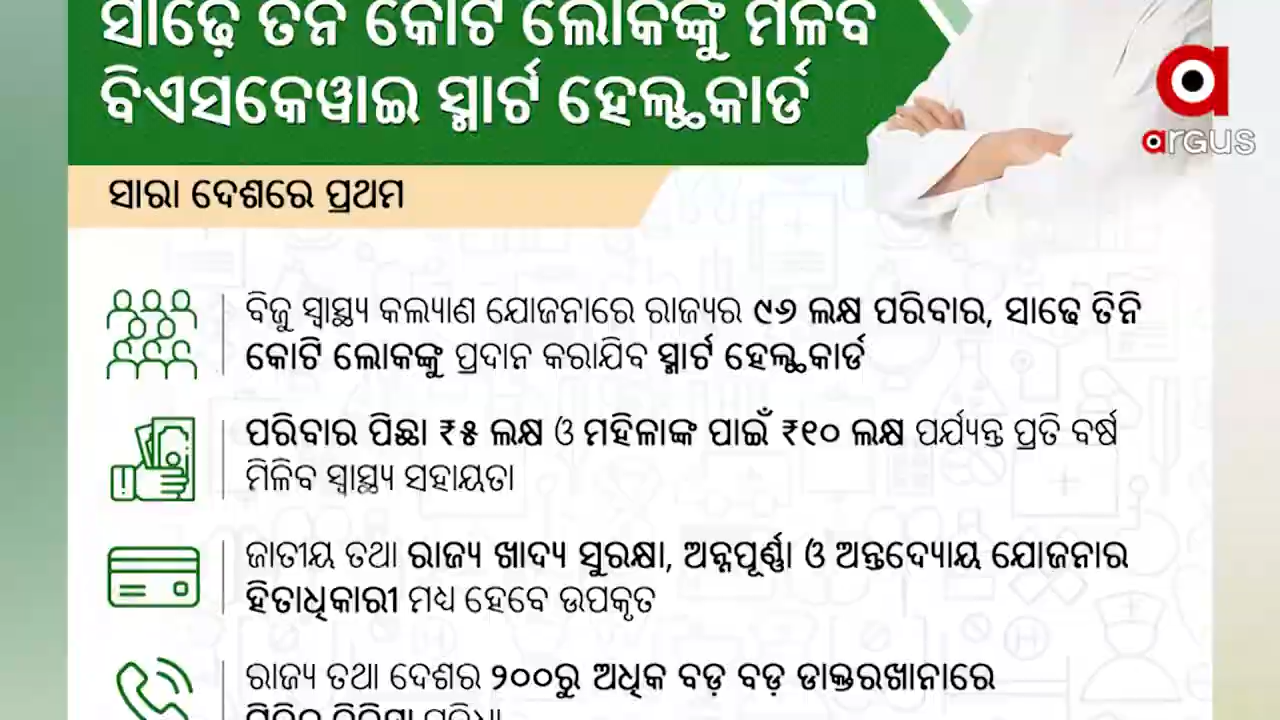 ସାଢ଼େ ତିନି କୋଟି ଲୋକଙ୍କୁ ମିଳିବ
ବିଏସକେୱାଇ ସ୍ମାର୍ଟ ହେଲ୍ଥ କାର୍ଡ
argus
ସାରା ଦେଶରେ ପ୍ରଥମ
ବିଜୁ ସ୍ୱାସ୍ଥ୍ୟ କଲ୍ୟାଣ ଯୋଜନାରେ ରାଜ୍ୟର ୯୬ ଲକ୍ଷ ପରିବାର, ସାଢେ ତିନି
କୋଟି ଲୋକଙ୍କୁ ପ୍ରଦାନ କରାଯିବ ସ୍ମାର୍ଟ ହେଲ୍ଥ କାର୍ଡ
ପରିବାର ପିଛା ₹୫ ଲକ୍ଷ ଓ ମହିଳାଙ୍କ ପାଇଁ ₹୧୦ ଲକ୍ଷ ପର୍ଯ୍ୟନ୍ତ ପ୍ରତି ବର୍ଷ
ମିଳିବ ସ୍ୱାସ୍ଥ୍ୟ ସହାୟତା
ଜାତୀୟ ତଥା ରାଜ୍ୟ ଖାଦ୍ୟ ସୁରକ୍ଷା, ଅନ୍ନପୂର୍ଣ୍ଣା ଓ ଅନ୍ତଦ୍ୟୋୟ ଯୋଜନାର
ହିତାଧିକାରୀ ମଧ୍ୟ ହେବେ ଉପକୃତ
ରାଜ୍ୟ ତଥା ଦେଶର ୨୦୦ରୁ ଅଧିକ ବଡ଼ ବଡ଼ ଡାକ୍ତରଖାନାରେ